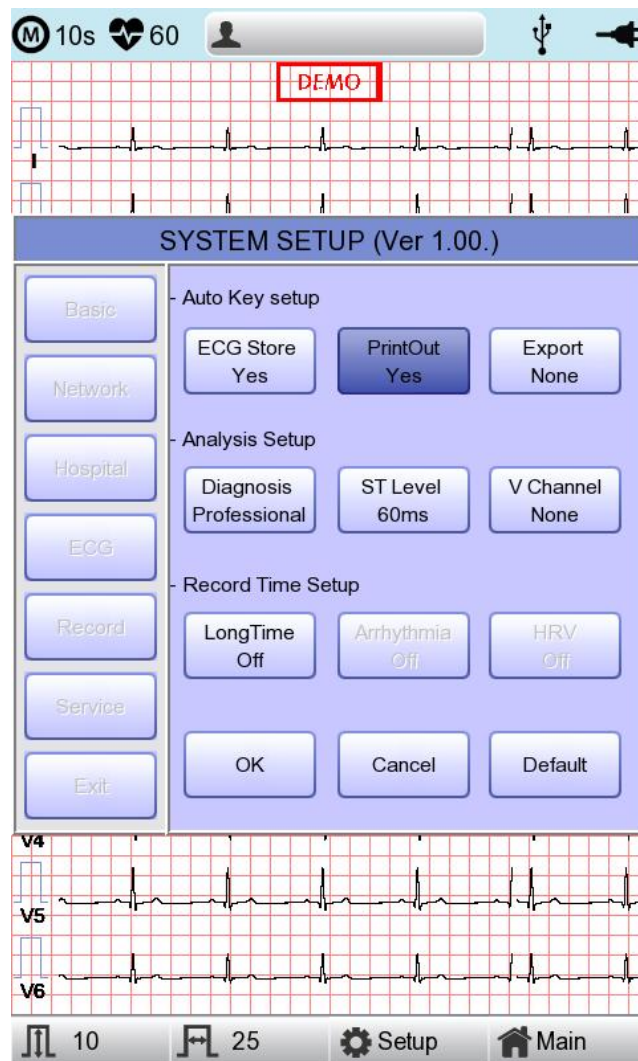 M 10s 60
DEMO
I
SYSTEM SETUP (Ver 1.00.)
Basic
Network
Hospital
ECG
Record
Service
Exit
- Auto Key setup
ECG Store
Yes
PrintOut
Yes
Export
None
- Analysis Setup
Diagnosis
Professional
ST Level
60ms
V Channel
None
- Record Time Setup
LongTime
Off
Arrhythmia
Off
HRV
Off
OK
Cancel
Default
V4
V5
V6
10 25 Setup Main